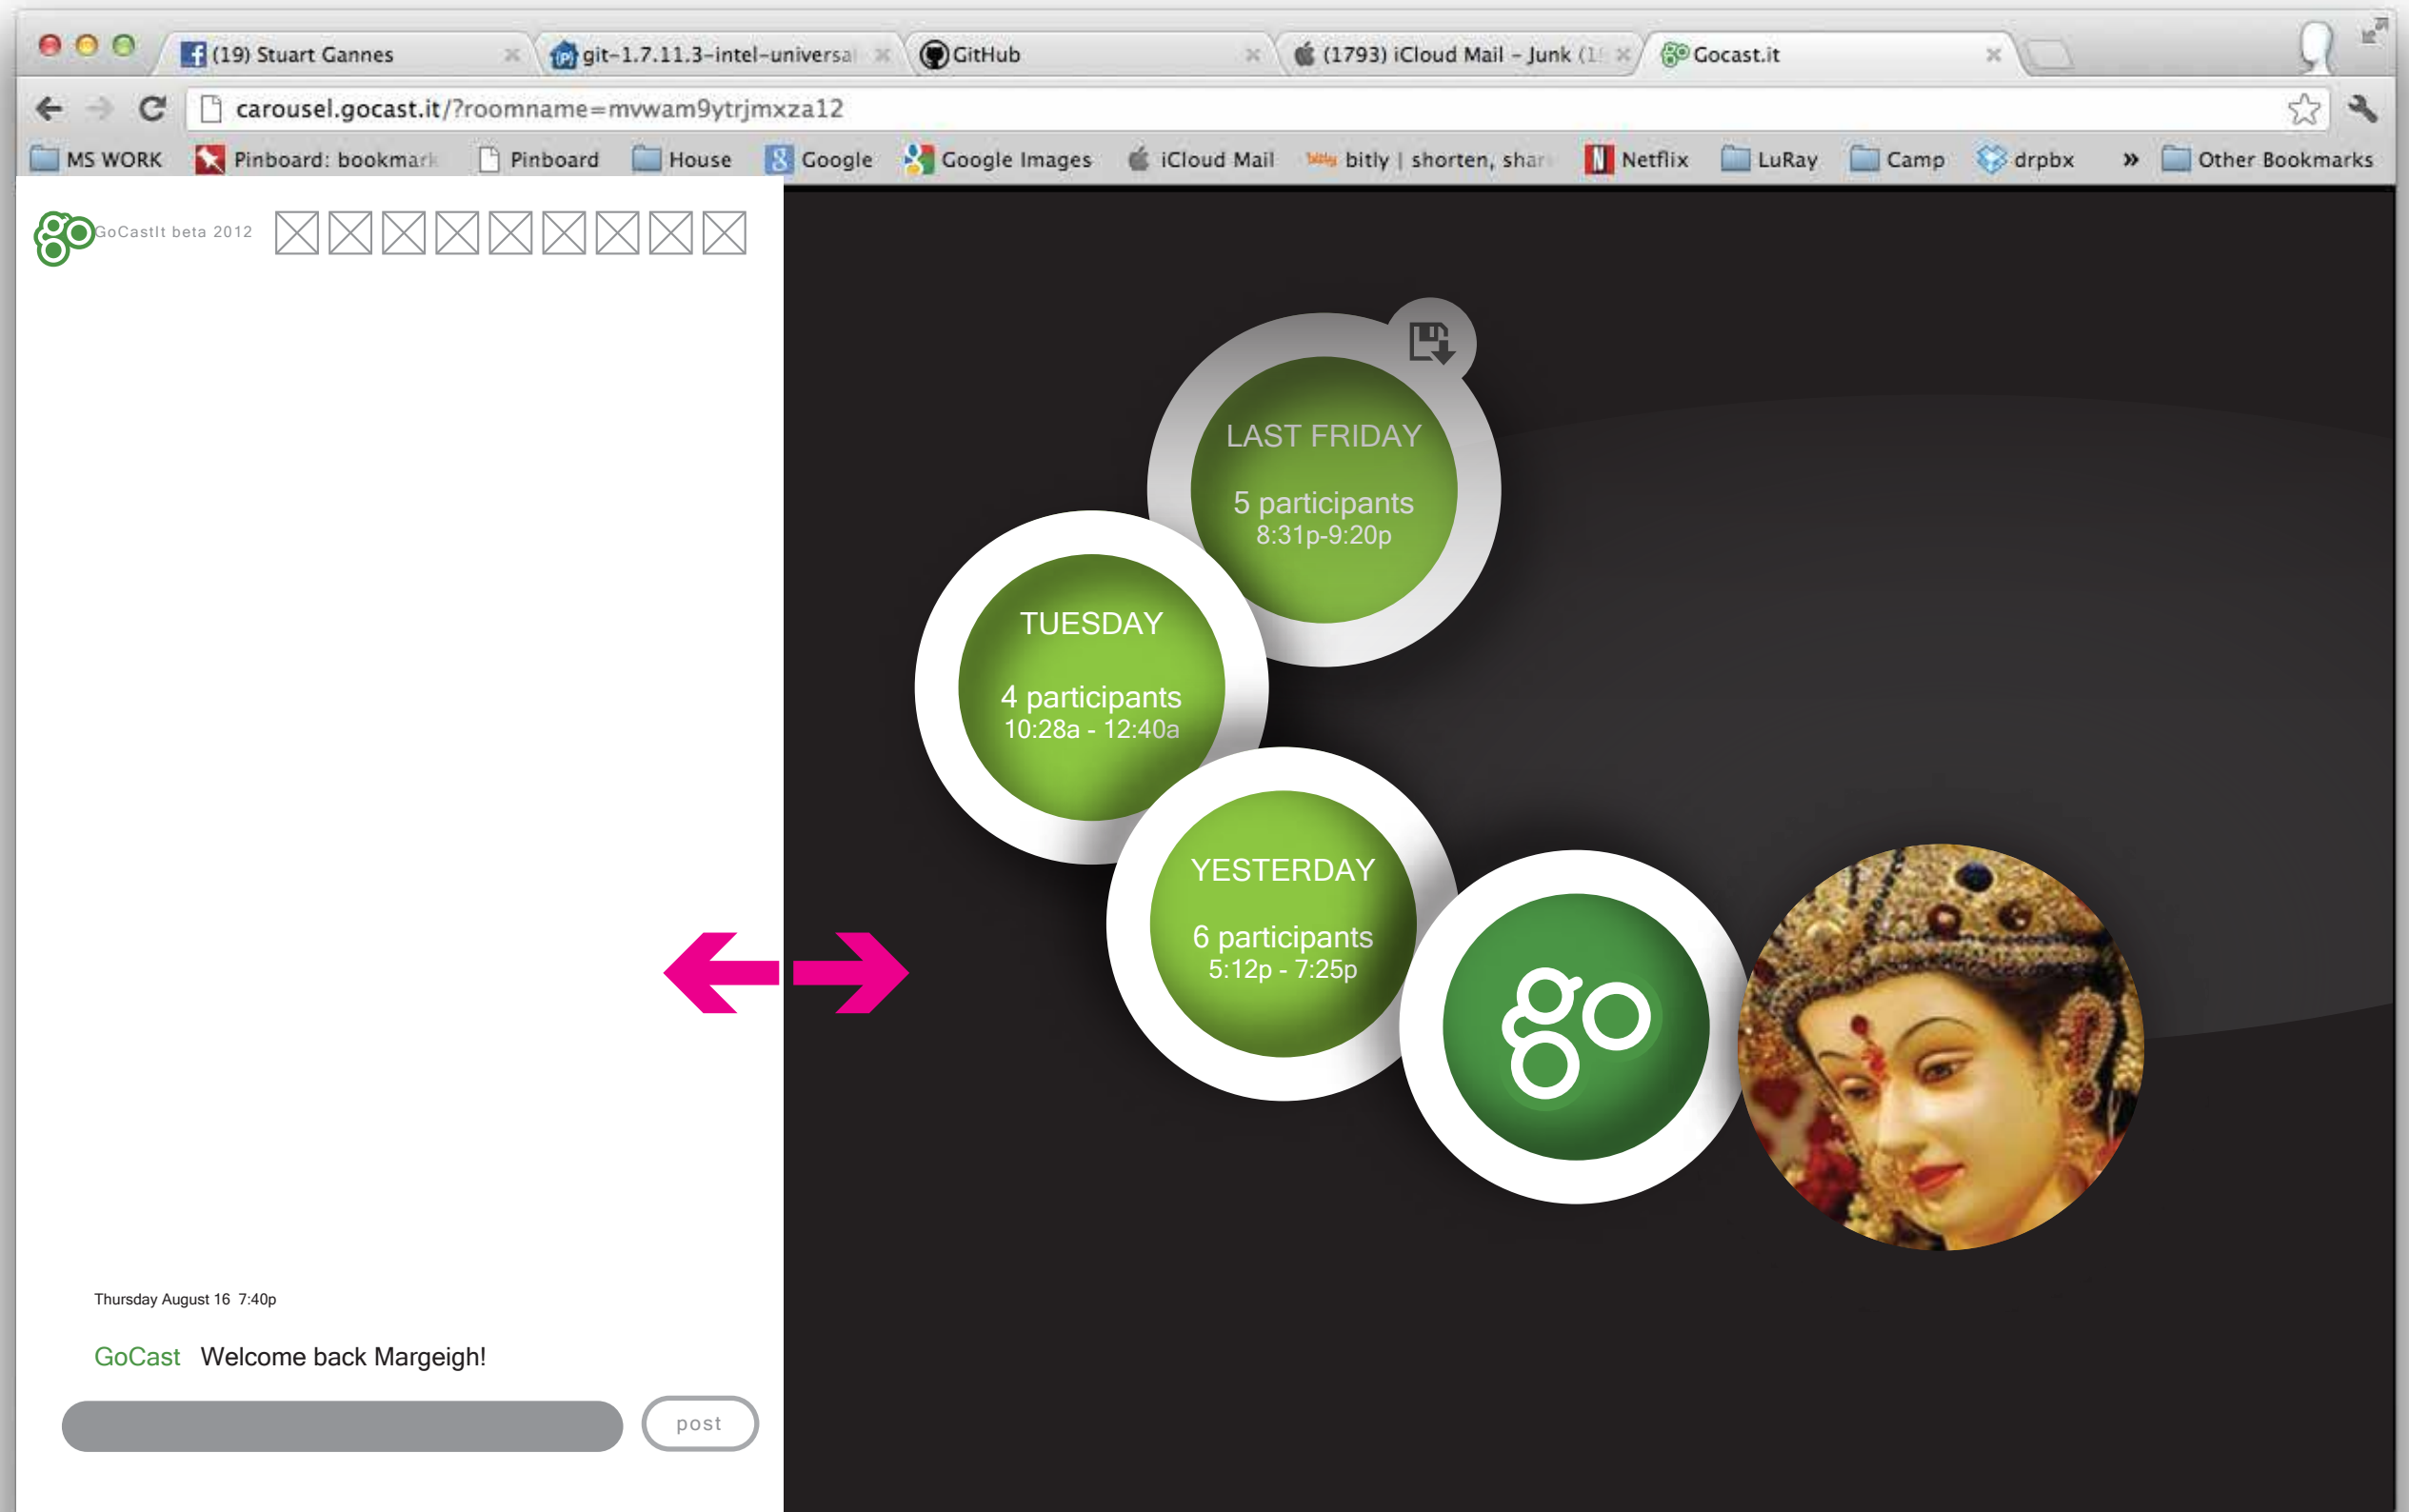 (19) Stuart Gannes
git-1.7.11.3-intel-universal
GitHub
(1793) iCloud Mail - Junk (1
Gocast.it
carousel.gocast.it/?roomname=mvwam9ytrjmxza12
MS WORK
Pinboard: bookmark
Pinboard
House
Google
Google Images
iCloud Mail
bitly | shorten, shar
Netflix
LuRay
Camp
drpbx
»
Other Bookmarks
go
GoCastIt beta 2012
LAST FRIDAY
5 participants
8:31p-9:20p
TUESDAY
4 participants
10:28a - 12:40a
YESTERDAY
6 participants
5:12p - 7:25p
go
Thursday August 16 7:40p
GoCast Welcome back Margeigh!
post